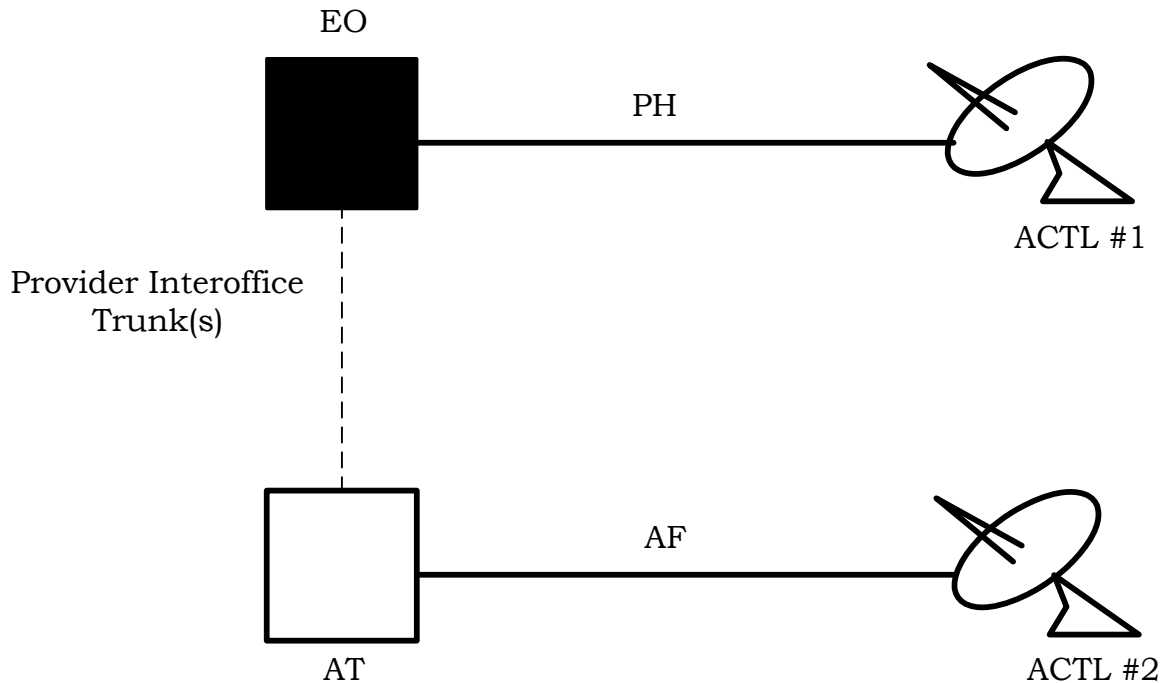 EO
PH
ACTL #1
Provider Interoffice
Trunk(s)
AF
AT
ACTL #2